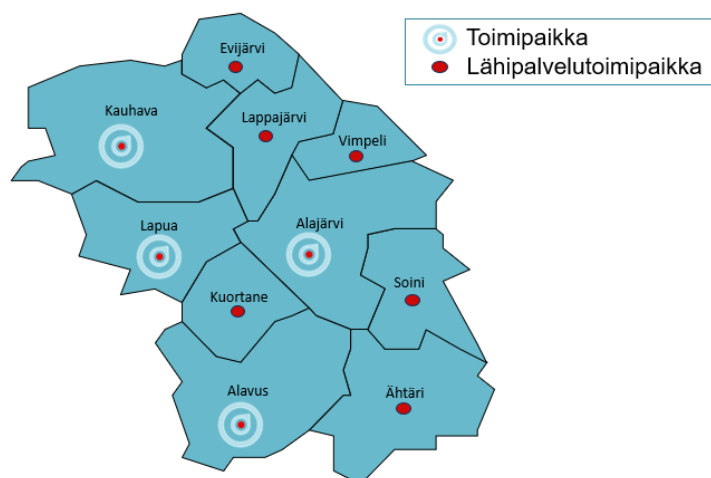 Toimipaikka
Lähipalvelutoimipaikka
Evijärvi
Kauhava
Lappajärvi
Vimpeli
Lapua
Alajärvi
Soini
Kuortane
Alavus
Ähtäri